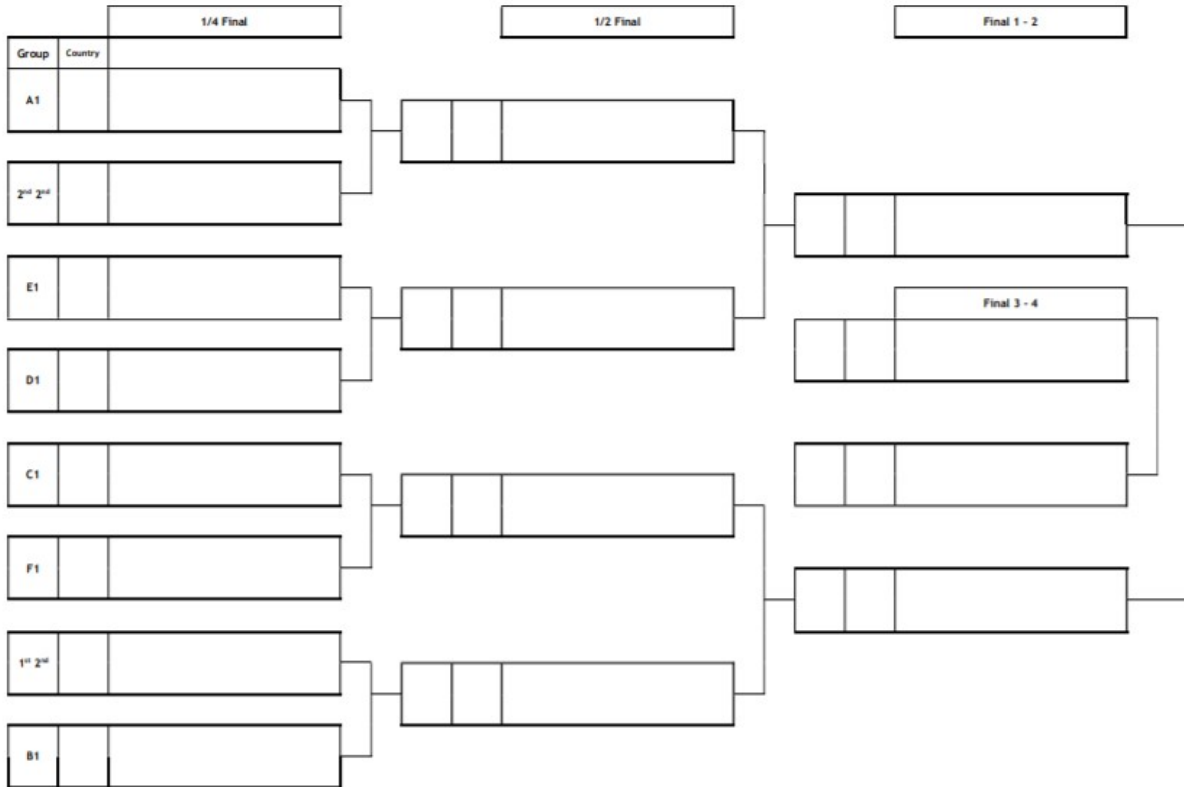 1/4 Final 1/2 Final Final 1 - 2
Group Country
A1
2nd 2nd
E1
Final 3 - 4
D1
C1
F1
1st 2nd
B1